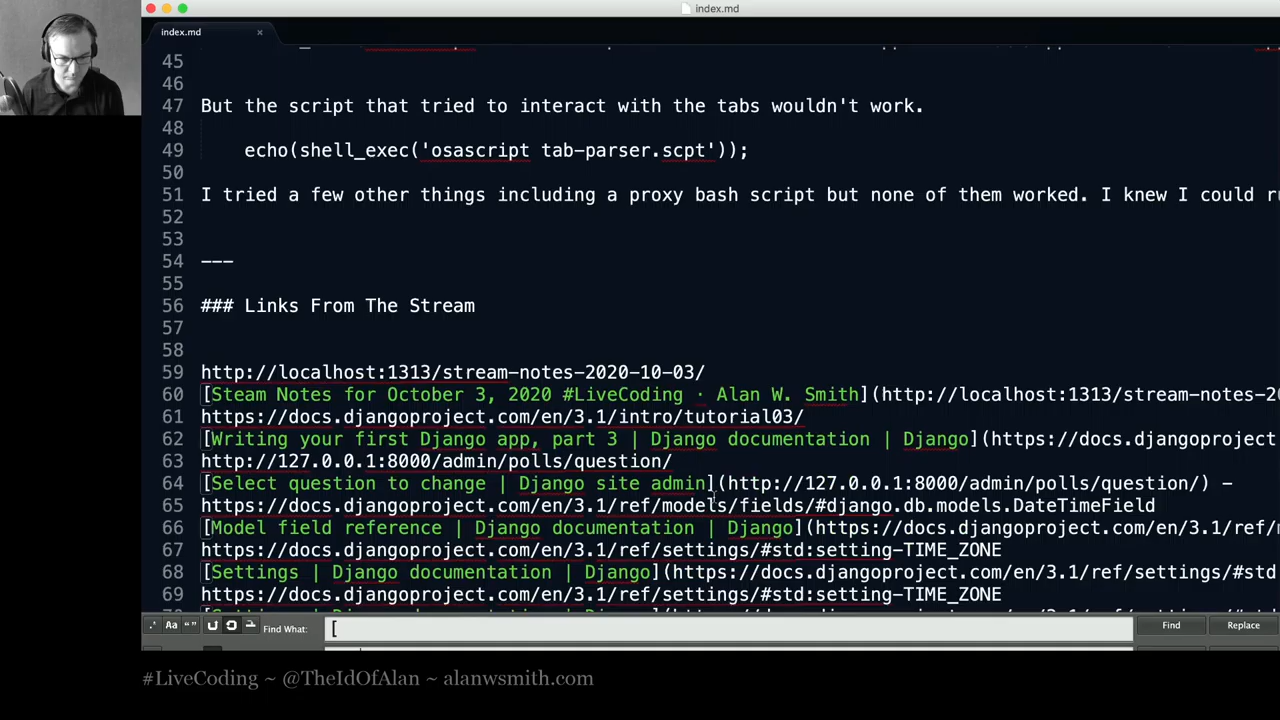 index.md
index.md ×
45
46
47 But the script that tried to interact with the tabs wouldn't work.
48
49 echo(shell_exec('osascript tab-parser.scpt'));
50
51 I tried a few other things including a proxy bash script but none of them worked. I knew I could ru
52
53
54 ---
55
56 ### Links From The Stream
57
58
59 http://localhost:1313/stream-notes-2020-10-03/
60 [Steam Notes for October 3, 2020 #LiveCoding · Alan W. Smith](http://localhost:1313/stream-notes-20
61 https://docs.djangoproject.com/en/3.1/intro/tutorial03/
62 [Writing your first Django app, part 3 | Django documentation | Django](https://docs.djangoproject.
63 http://127.0.0.1:8000/admin/polls/question/
64 [Select question to change | Django site admin](http://127.0.0.1:8000/admin/polls/question/) -
65 https://docs.djangoproject.com/en/3.1/ref/models/fields/#django.db.models.DateTimeField
66 [Model field reference | Django documentation | Django](https://docs.djangoproject.com/en/3.1/ref/m
67 https://docs.djangoproject.com/en/3.1/ref/settings/#std:setting-TIME_ZONE
68 [Settings | Django documentation | Django](https://docs.djangoproject.com/en/3.1/ref/settings/#std
69 https://docs.djangoproject.com/en/3.1/ref/settings/#std:setting-TIME_ZONE
.* Aa “” Find What: [ Find Replace
#LiveCoding ~ @TheIdOfAlan ~ alanwsmith.com